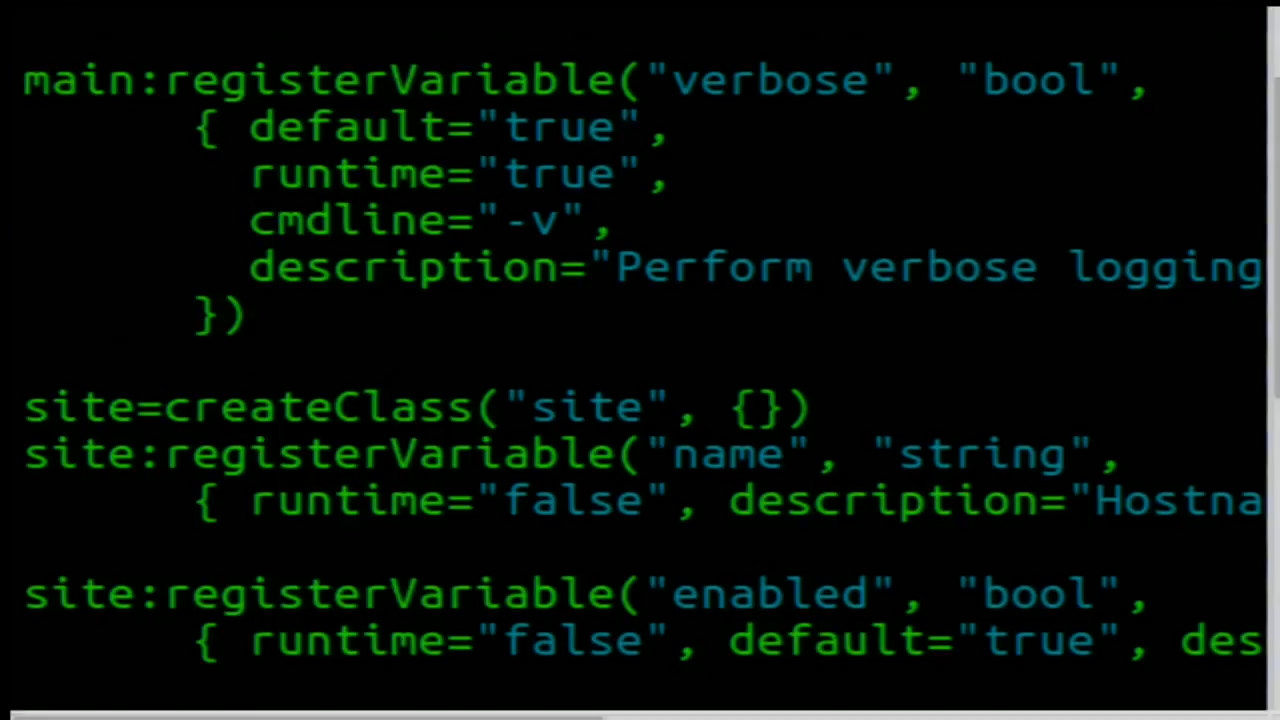 main:registerVariable("verbose", "bool",
{ default="true",
runtime="true",
cmdline="-v",
description="Perform verbose logging
})
site=createClass("site", {})
site:registerVariable("name", "string",
{ runtime="false", description="Hostna
site:registerVariable("enabled", "bool",
{ runtime="false", default="true", des